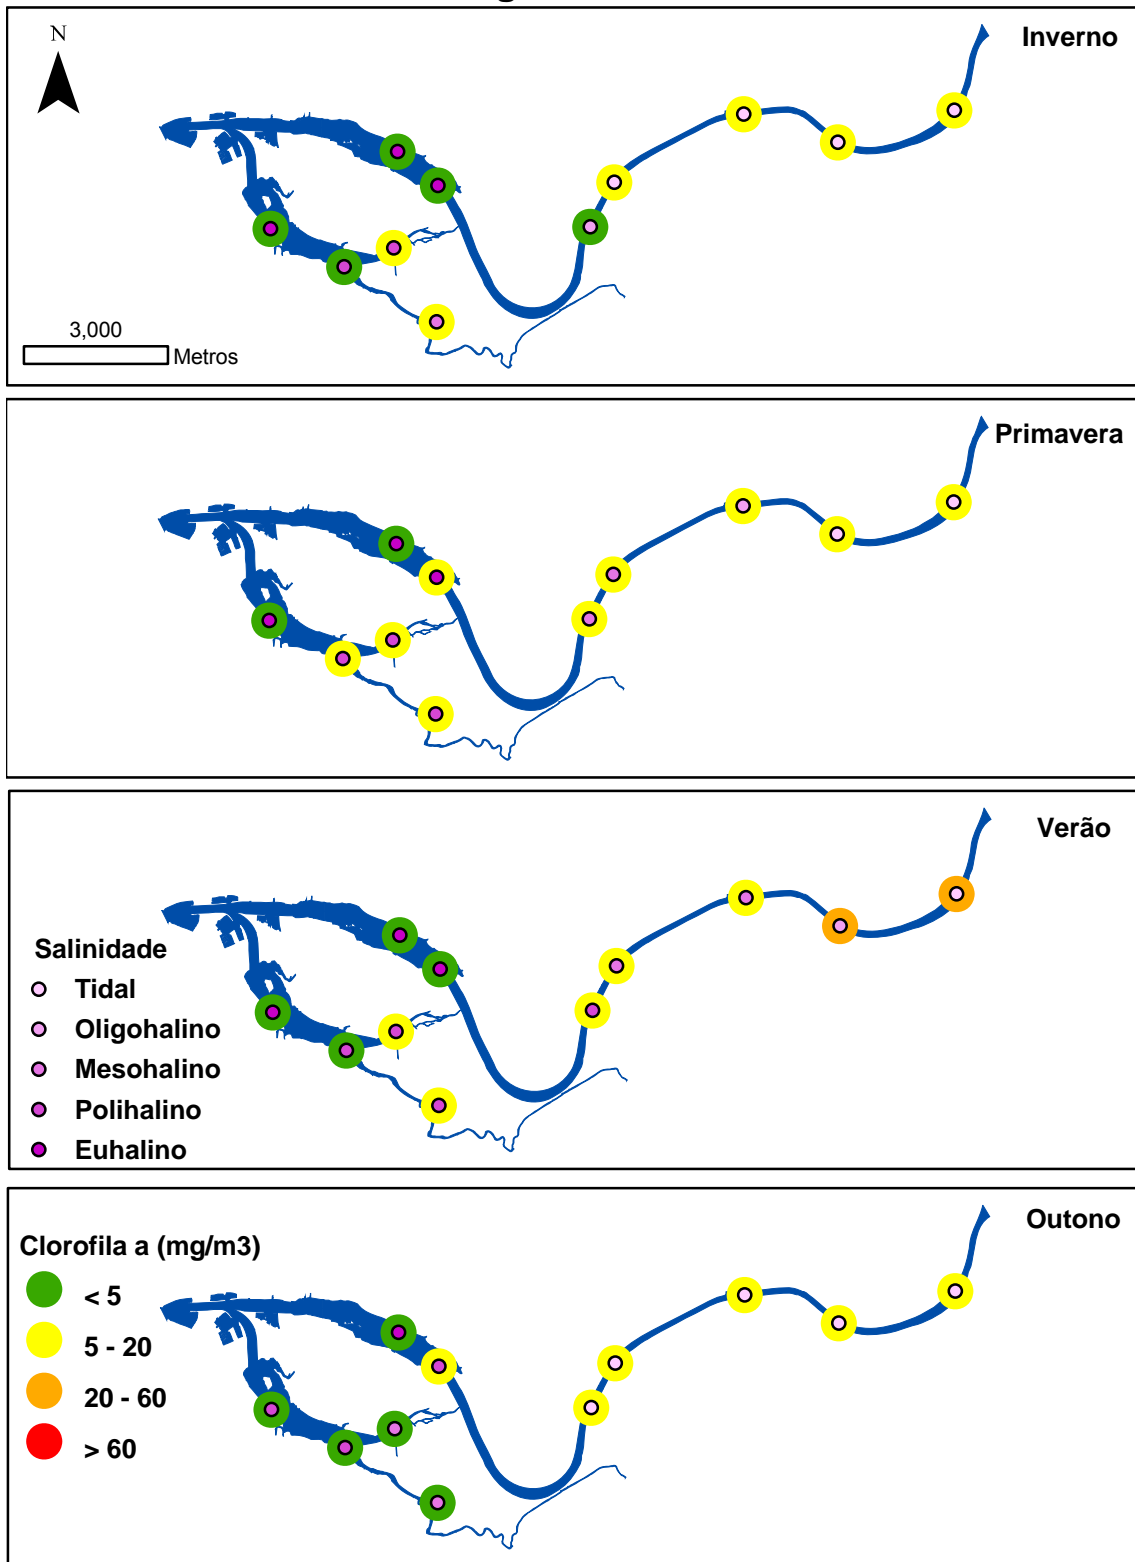 Inverno
N
3,000
Metros
Primavera
Verão
Salinidade
Tidal
Oligohalino
Mesohalino
Polihalino
Euhalino
Outono
Clorofila a (mg/m3)
< 5
5 - 20
20 - 60
> 60